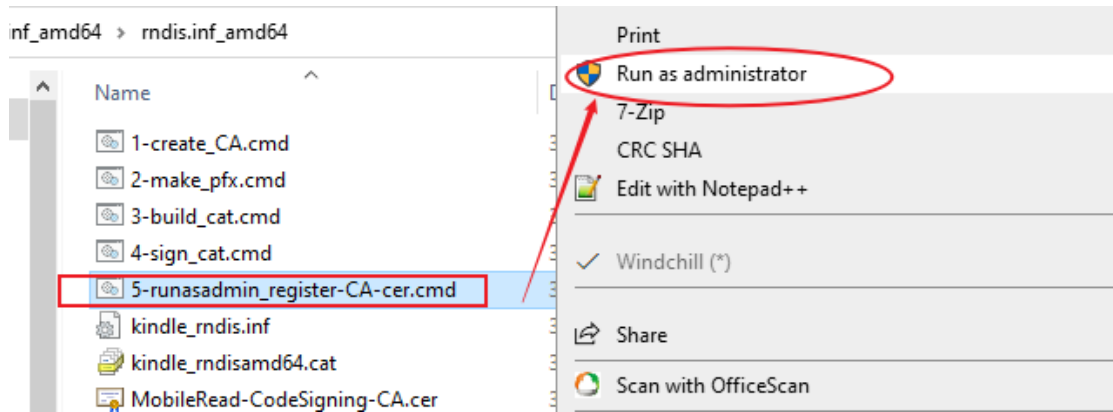 inf_amd64 > rndis.inf_amd64
Name
1-create_CA.cmd
2-make_pfx.cmd
3-build_cat.cmd
4-sign_cat.cmd
5-runasadmin_register-CA-cer.cmd
kindle_rndis.inf
kindle_rndisamd64.cat
MobileRead-CodeSigning-CA.cer
Print
Run as administrator
7-Zip
CRC SHA
Edit with Notepad++
Windchill (*)
Share
Scan with OfficeScan